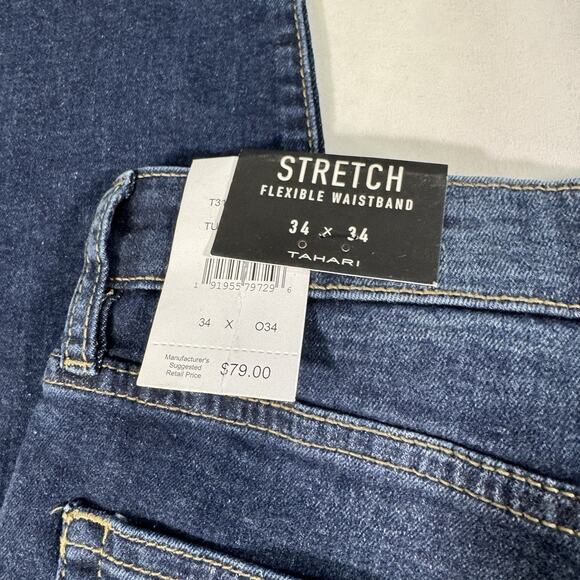 STRETCH
FLEXIBLE WAISTBAND
34 x 34
TAHARI
1 91955 79729 6
34 X O34
Manufacturer's
Suggested
Retail Price
$79.00